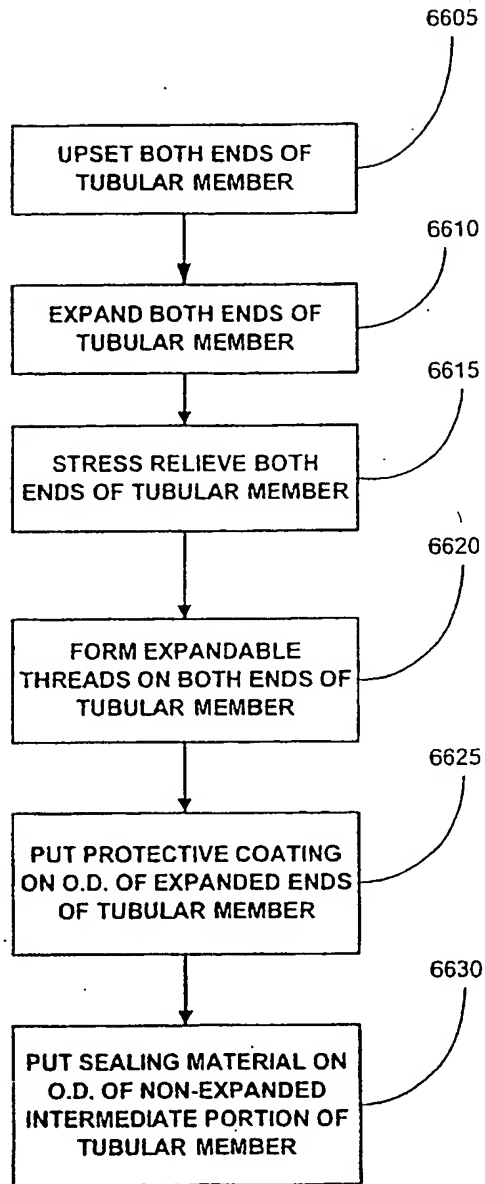 6605
UPSET BOTH ENDS OF
TUBULAR MEMBER
6610
EXPAND BOTH ENDS OF
TUBULAR MEMBER
6615
STRESS RELIEVE BOTH
ENDS OF TUBULAR MEMBER
6620
FORM EXPANDABLE
THREADS ON BOTH ENDS OF
TUBULAR MEMBER
6625
PUT PROTECTIVE COATING
ON O.D. OF EXPANDED ENDS
OF TUBULAR MEMBER
6630
PUT SEALING MATERIAL ON
O.D. OF NON-EXPANDED
INTERMEDIATE PORTION OF
TUBULAR MEMBER